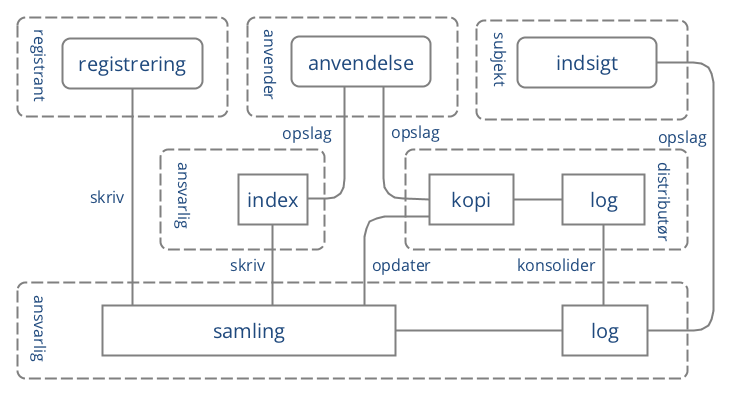 registrant
registrering
anvender
anvendelse
subjekt
indsigt
opslag
opslag
opslag
skriv
ansvarlig
index
kopi
log
distributør
skriv
opdater
konsolider
ansvarlig
samling
log